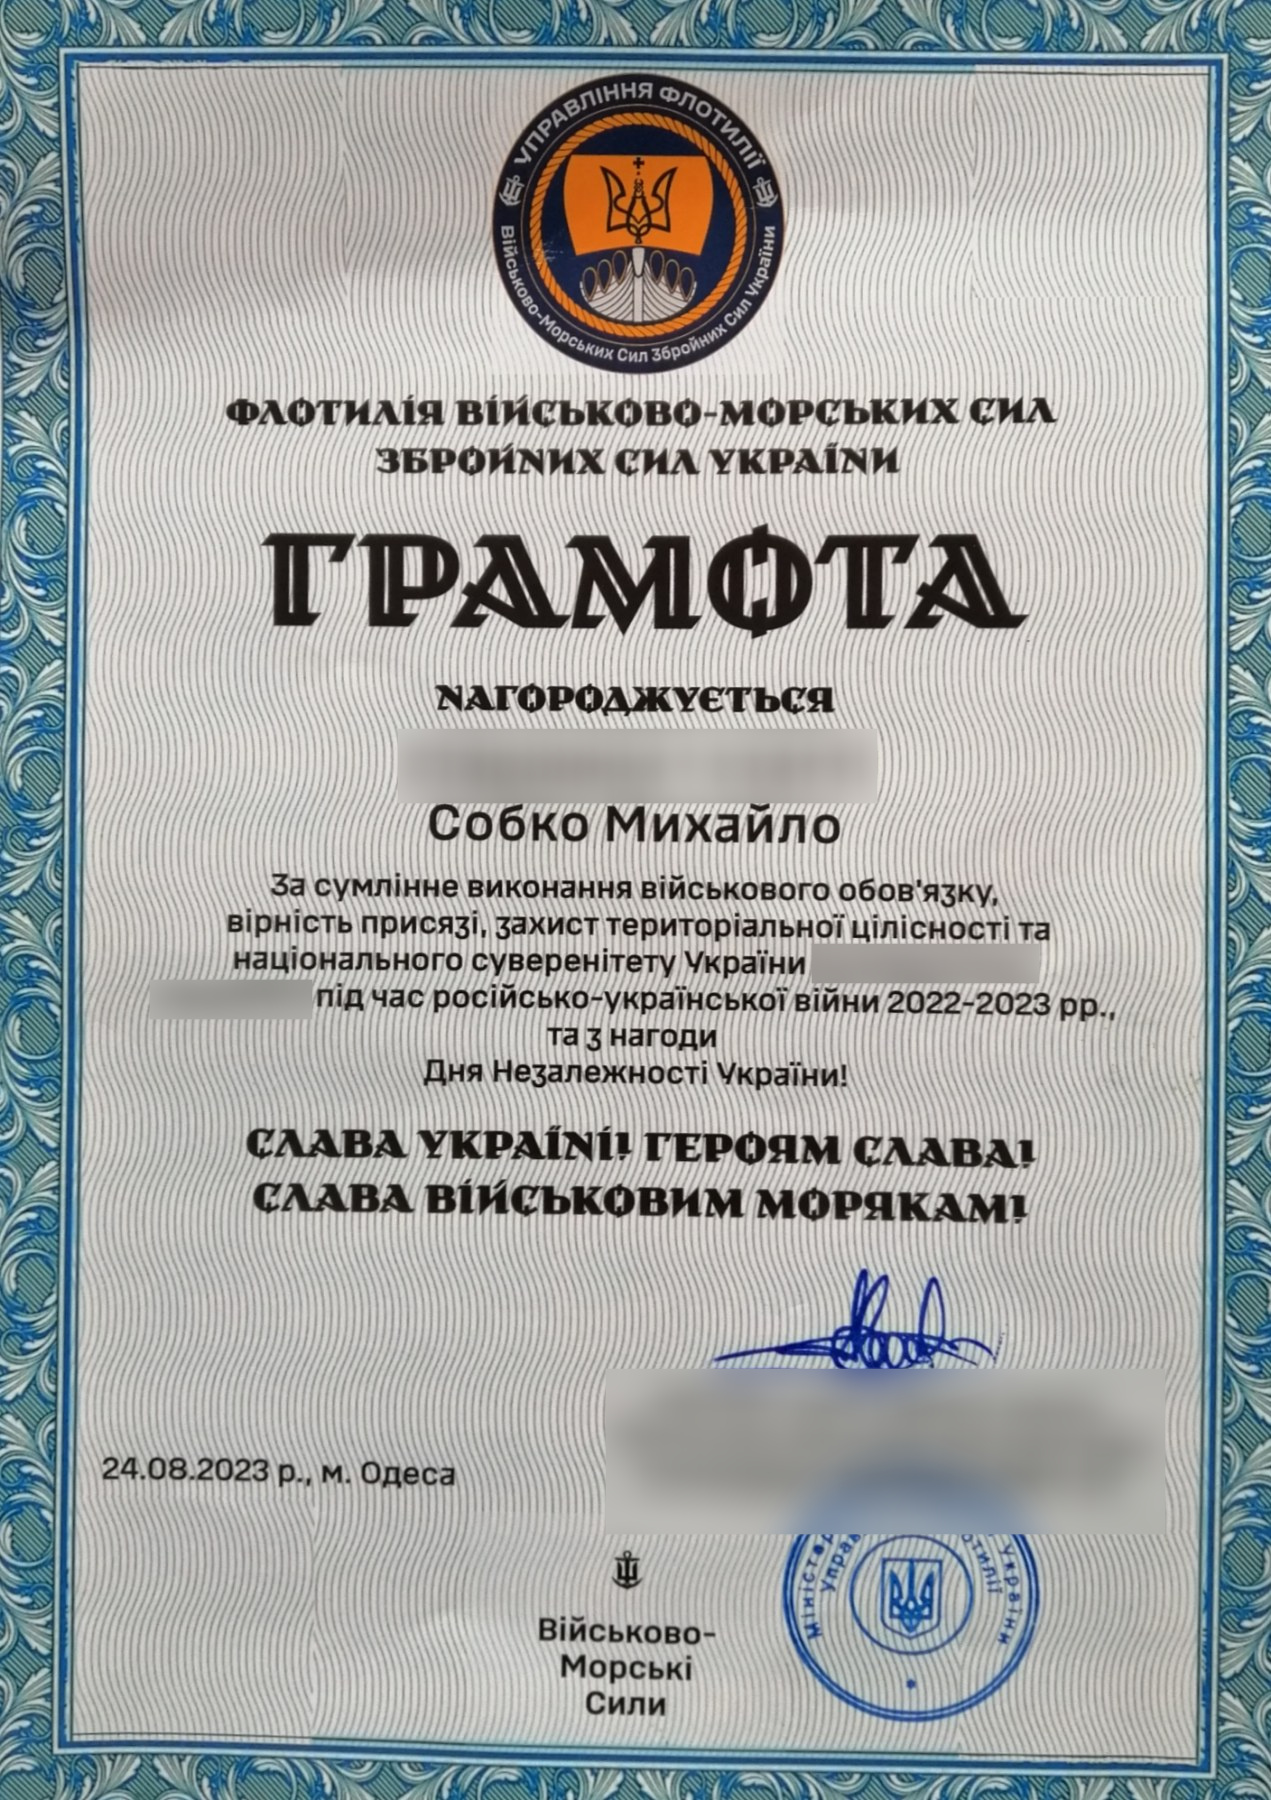 УПРАВЛІННЯ ФЛОТИЛІЇ
Військово-Морських Сил Збройних Сил України
ФЛОТИЛІЯ ВІЙСЬКОВО-МОРСЬКИХ СИЛ
ЗБРОЙНИХ СИЛ УКРАЇНИ
ГРАМОТА
НАГОРОДЖУЄТЬСЯ
Собко Михайло
За сумлінне виконання військового обов'язку,
вірність присязі, захист територіальної цілісності та
національного суверенітету України
під час російсько-української війни 2022-2023 рр.,
та з нагоди
Дня Незалежності України!
СЛАВА УКРАЇНІ! ГЕРОЯМ СЛАВА!
СЛАВА ВІЙСЬКОВИМ МОРЯКАМ!
24.08.2023 р., м. Одеса
Військово-
Морські
Сили
України